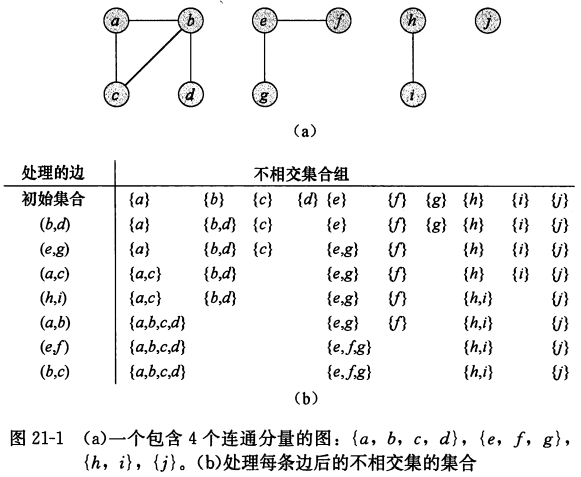 a b e f h j
c d g i
(a)
处理的边 不相交集合组
初始集合 {a} {b} {c} {d} {e} {f} {g} {h} {i} {j}
(b,d) {a} {b,d} {c} {e} {f} {g} {h} {i} {j}
(e,g) {a} {b,d} {c} {e,g} {f} {h} {i} {j}
(a,c) {a,c} {b,d} {e,g} {f} {h} {i} {j}
(h,i) {a,c} {b,d} {e,g} {f} {h,i} {j}
(a,b) {a,b,c,d} {e,g} {f} {h,i} {j}
(e,f) {a,b,c,d} {e,f,g} {h,i} {j}
(b,c) {a,b,c,d} {e,f,g} {h,i} {j}
(b)
图 21-1 (a)一个包含 4 个连通分量的图：{a, b, c, d}, {e, f, g},
{h, i}, {j}。(b)处理每条边后的不相交集的集合